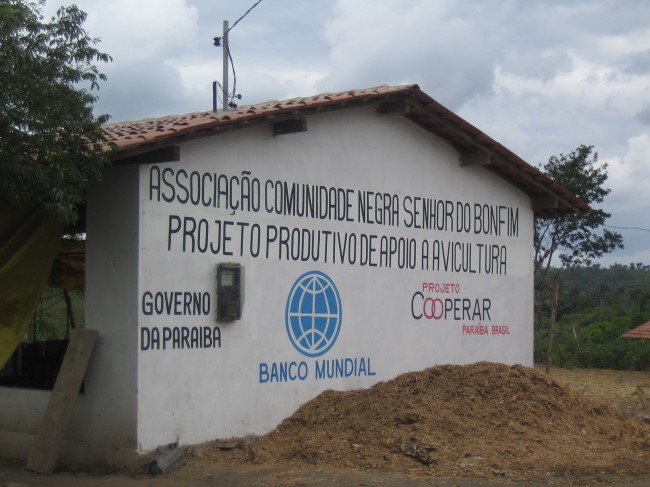 ASSOCIAÇÃO COMUNIDADE NEGRA SENHOR DO BONFIM
PROJETO PRODUTIVO DE APOIO A AVICULTURA
GOVERNO
DA PARAIBA
BANCO MUNDIAL
PROJETO
COOPERAR
PARAÍBA BRASIL